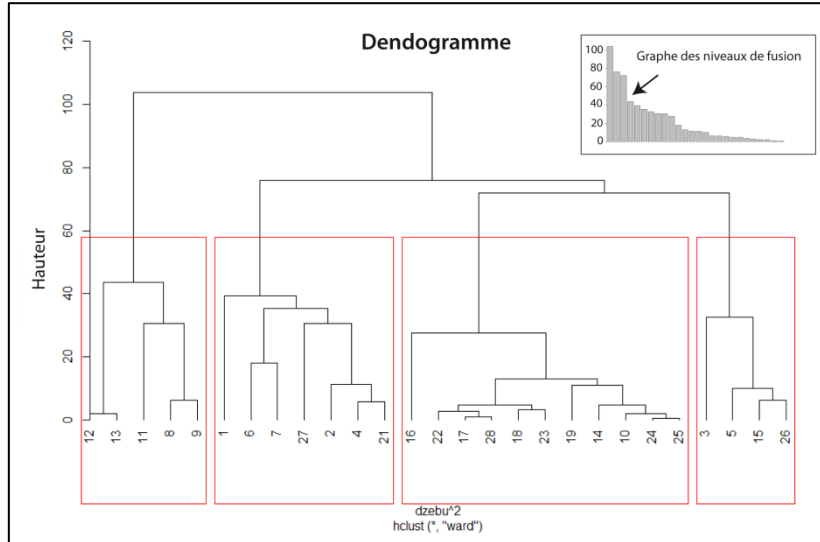 Dendogramme
Graphe des niveaux de fusion
100
80
60
40
20
0
Hauteur
120
100
80
60
40
20
0
12 13 11 8 9 1 6 7 27 2 4 21 16 22 17 28 18 23 19 14 10 24 25 3 5 15 26
dzebu^2
hclust (*, "ward")